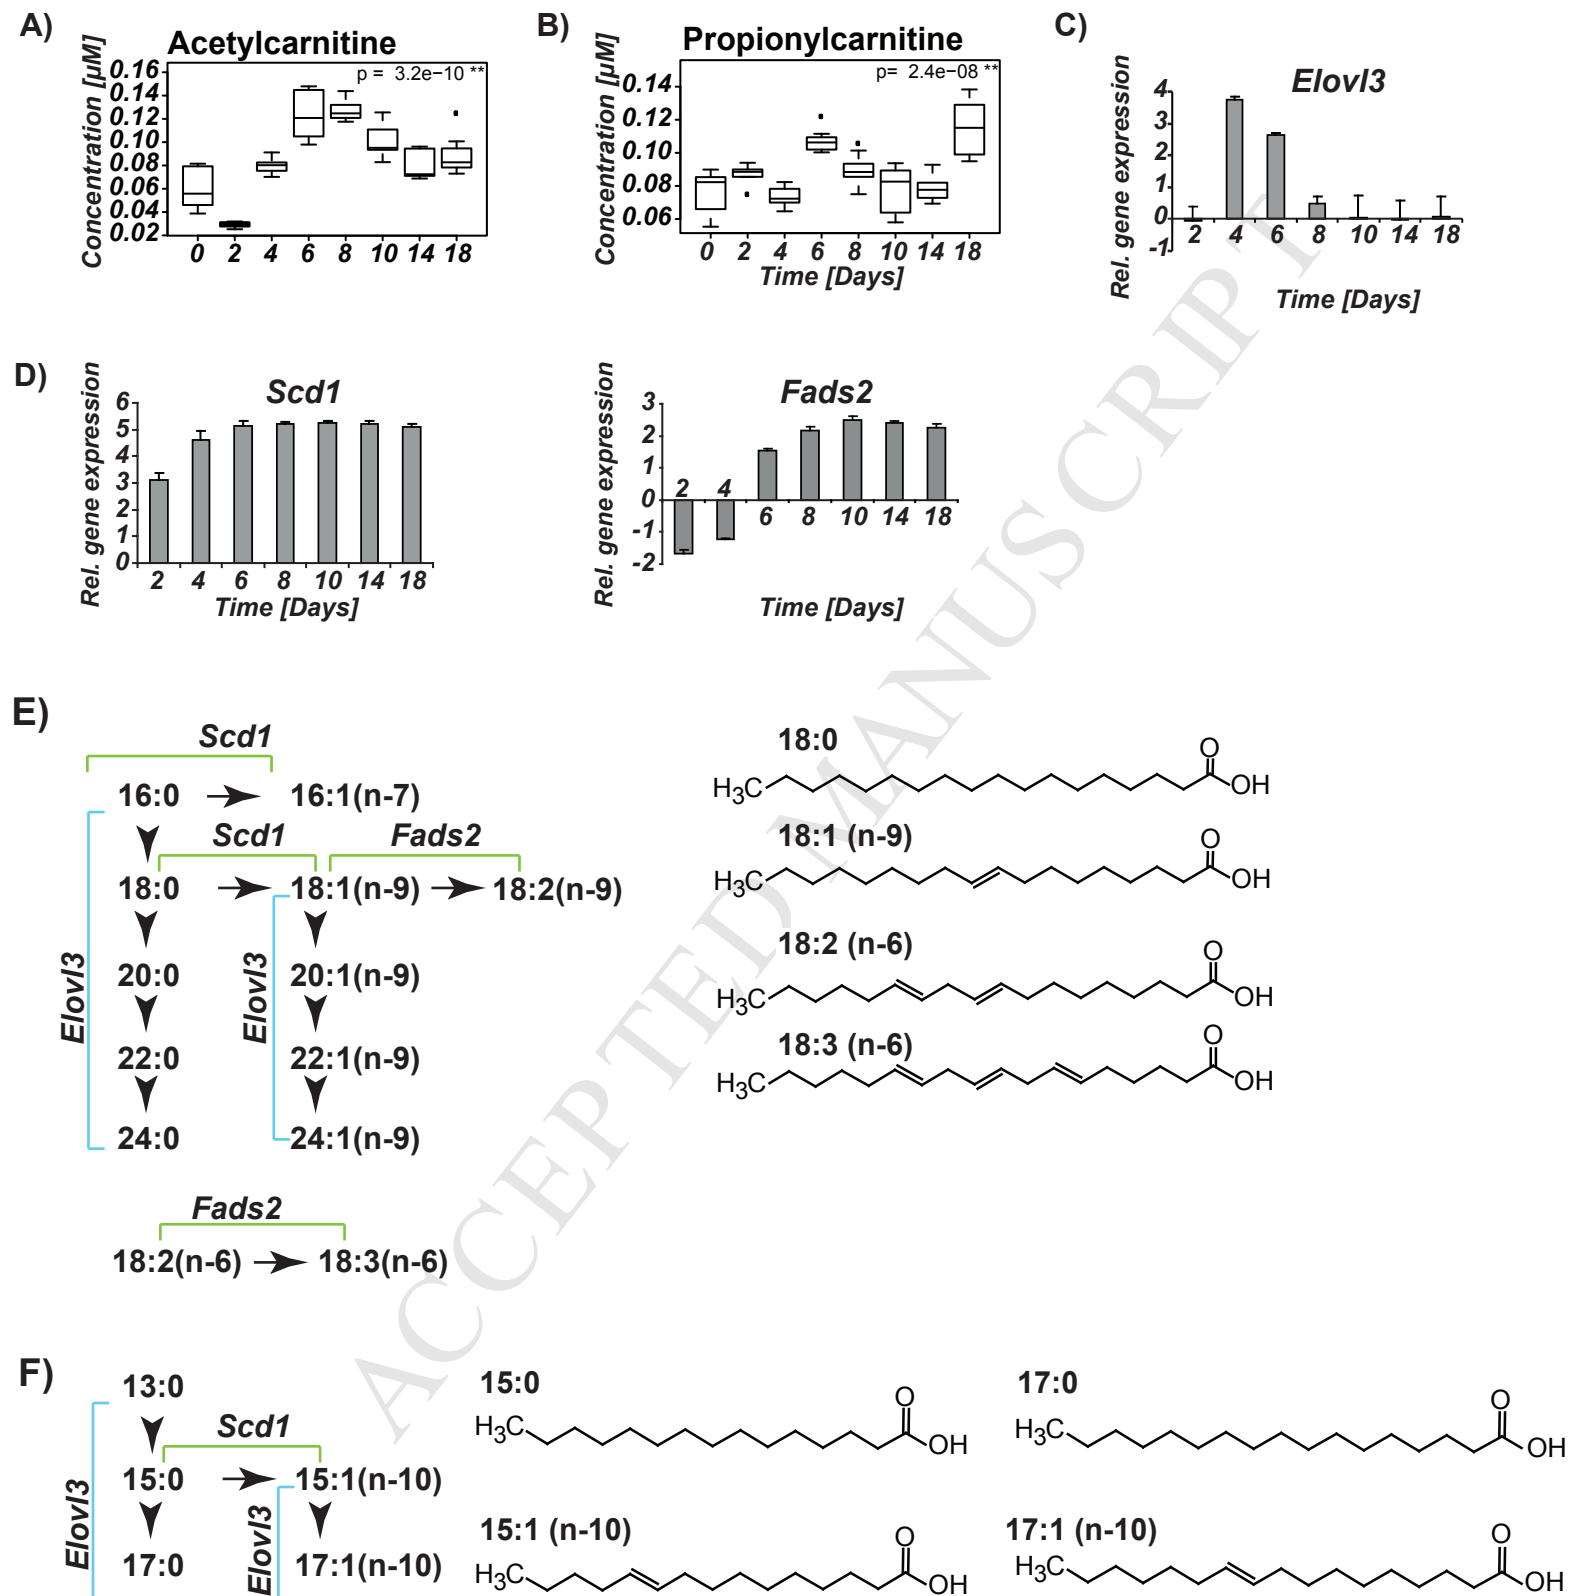 A)
Acetylcarnitine
p = 3.2e−10 **
Concentration [µM]
0.16
0.14
0.12
0.10
0.08
0.06
0.04
0.02
0 2 4 6 8 10 14 18
B)
Propionylcarnitine
p= 2.4e−08 **
Concentration [µM]
0.14
0.12
0.10
0.08
0.06
0 2 4 6 8 10 14 18
Time [Days]
C)
Elovl3
Rel. gene expression
4
3
2
1
0
-1
2 4 6 8 10 14 18
Time [Days]
D)
Scd1
Rel. gene expression
6
5
4
3
2
1
0
2 4 6 8 10 14 18
Time [Days]
Fads2
Rel. gene expression
3
2
1
0
-1
-2
2 4
6 8 10 14 18
Time [Days]
E)
Scd1
16:0 16:1(n-7)
Scd1 Fads2
18:0 18:1(n-9) 18:2(n-9)
Elovl3 Elovl3
20:0 20:1(n-9)
22:0 22:1(n-9)
24:0 24:1(n-9)
Fads2
18:2(n-6) 18:3(n-6)
18:0
O
H3C OH
18:1 (n-9)
O
H3C OH
18:2 (n-6)
O
H3C OH
18:3 (n-6)
O
H3C OH
F)
13:0
Scd1
15:0 15:1(n-10)
Elovl3 Elovl3
17:0 17:1(n-10)
15:0
O
H3C OH
17:0
O
H3C OH
15:1 (n-10)
O
H3C OH
17:1 (n-10)
O
H3C OH
ACCEPTED MANUSCRIPT